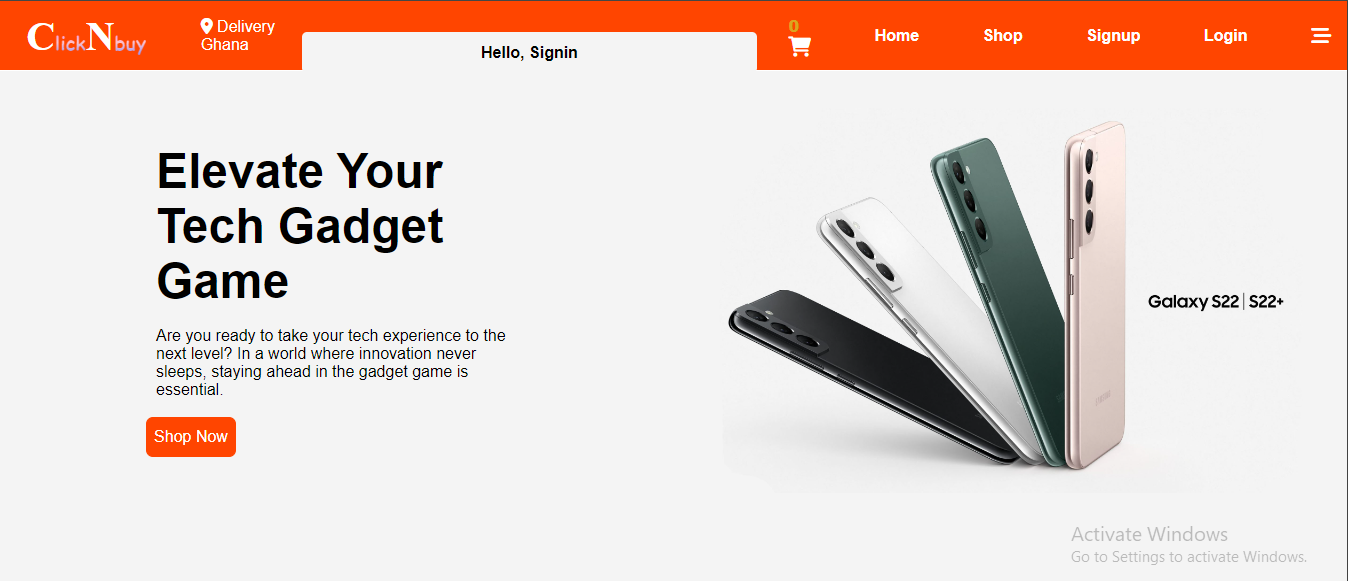 ClickNbuy
Delivery
Ghana
Hello, Signin
0
Home
Shop
Signup
Login
Elevate Your
Tech Gadget
Game
Are you ready to take your tech experience to the
next level? In a world where innovation never
sleeps, staying ahead in the gadget game is
essential.
Shop Now
Galaxy S22 | S22+
SAMSUNG
Activate Windows
Go to Settings to activate Windows.